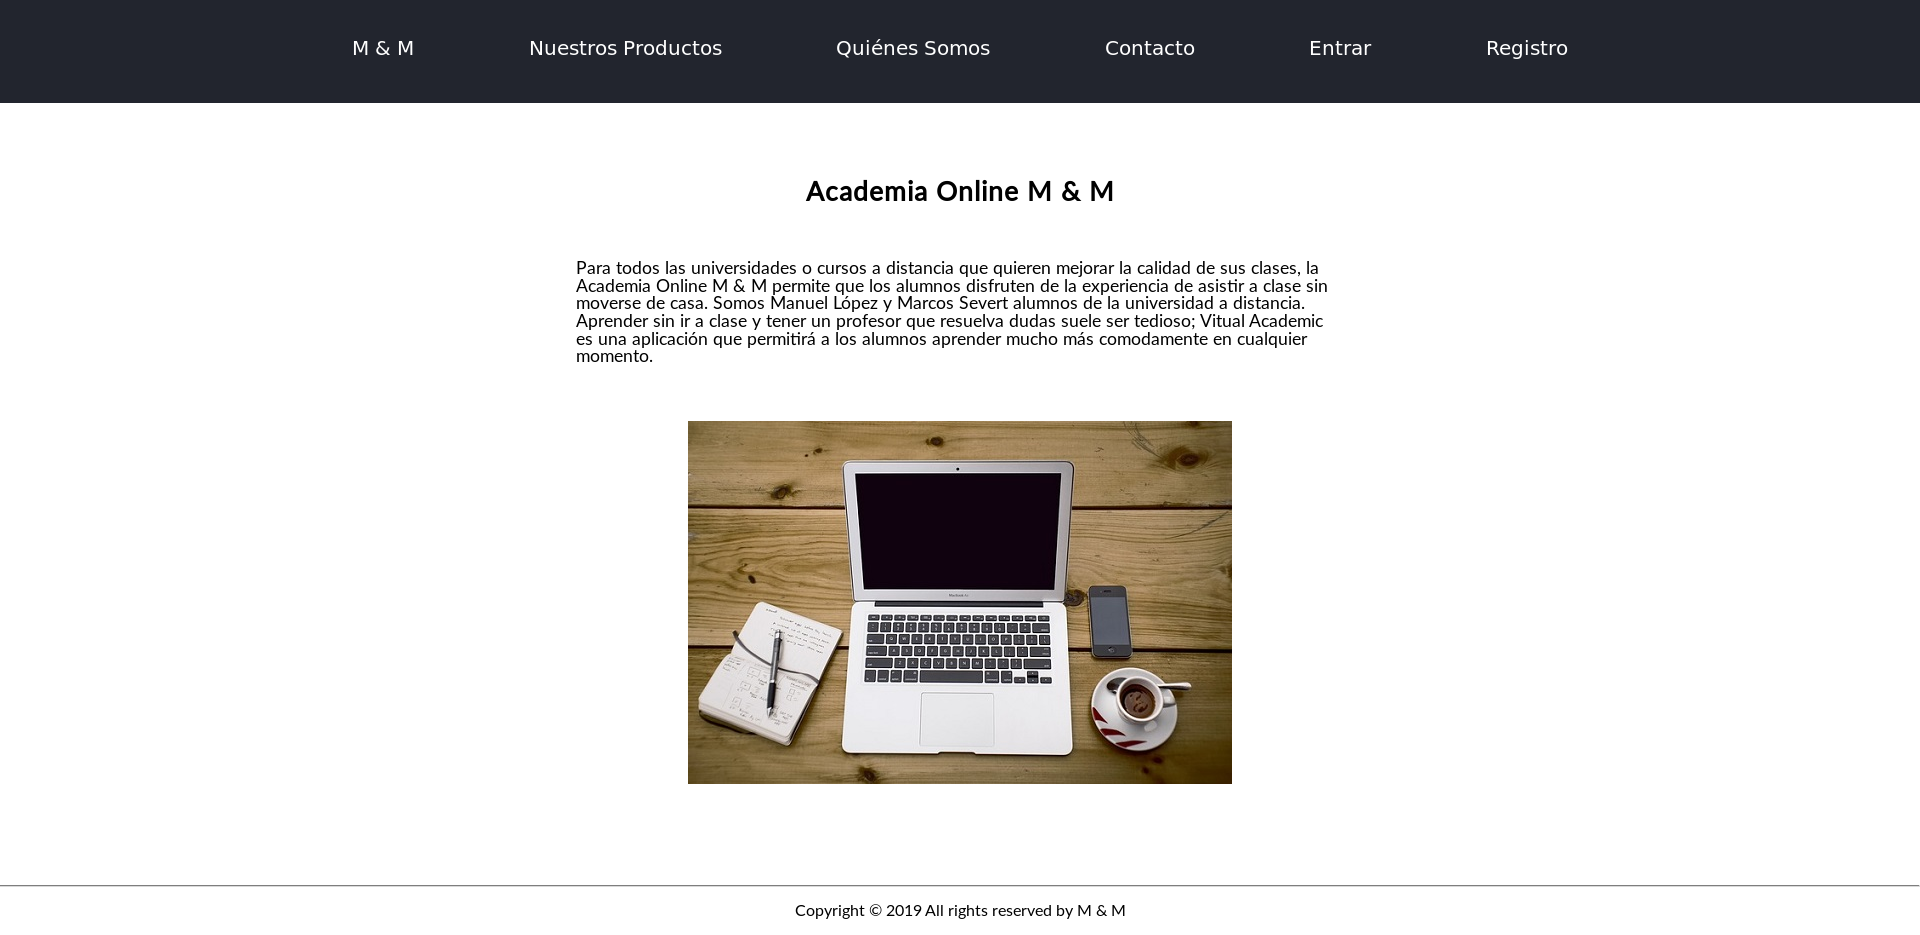 M & M
Nuestros Productos
Quiénes Somos
Contacto
Entrar
Registro
Academia Online M & M
Para todos las universidades o cursos a distancia que quieren mejorar la calidad de sus clases, la
Academia Online M & M permite que los alumnos disfruten de la experiencia de asistir a clase sin
moverse de casa. Somos Manuel López y Marcos Severt alumnos de la universidad a distancia.
Aprender sin ir a clase y tener un profesor que resuelva dudas suele ser tedioso; Vitual Academic
es una aplicación que permitirá a los alumnos aprender mucho más comodamente en cualquier
momento.
Copyright © 2019 All rights reserved by M & M